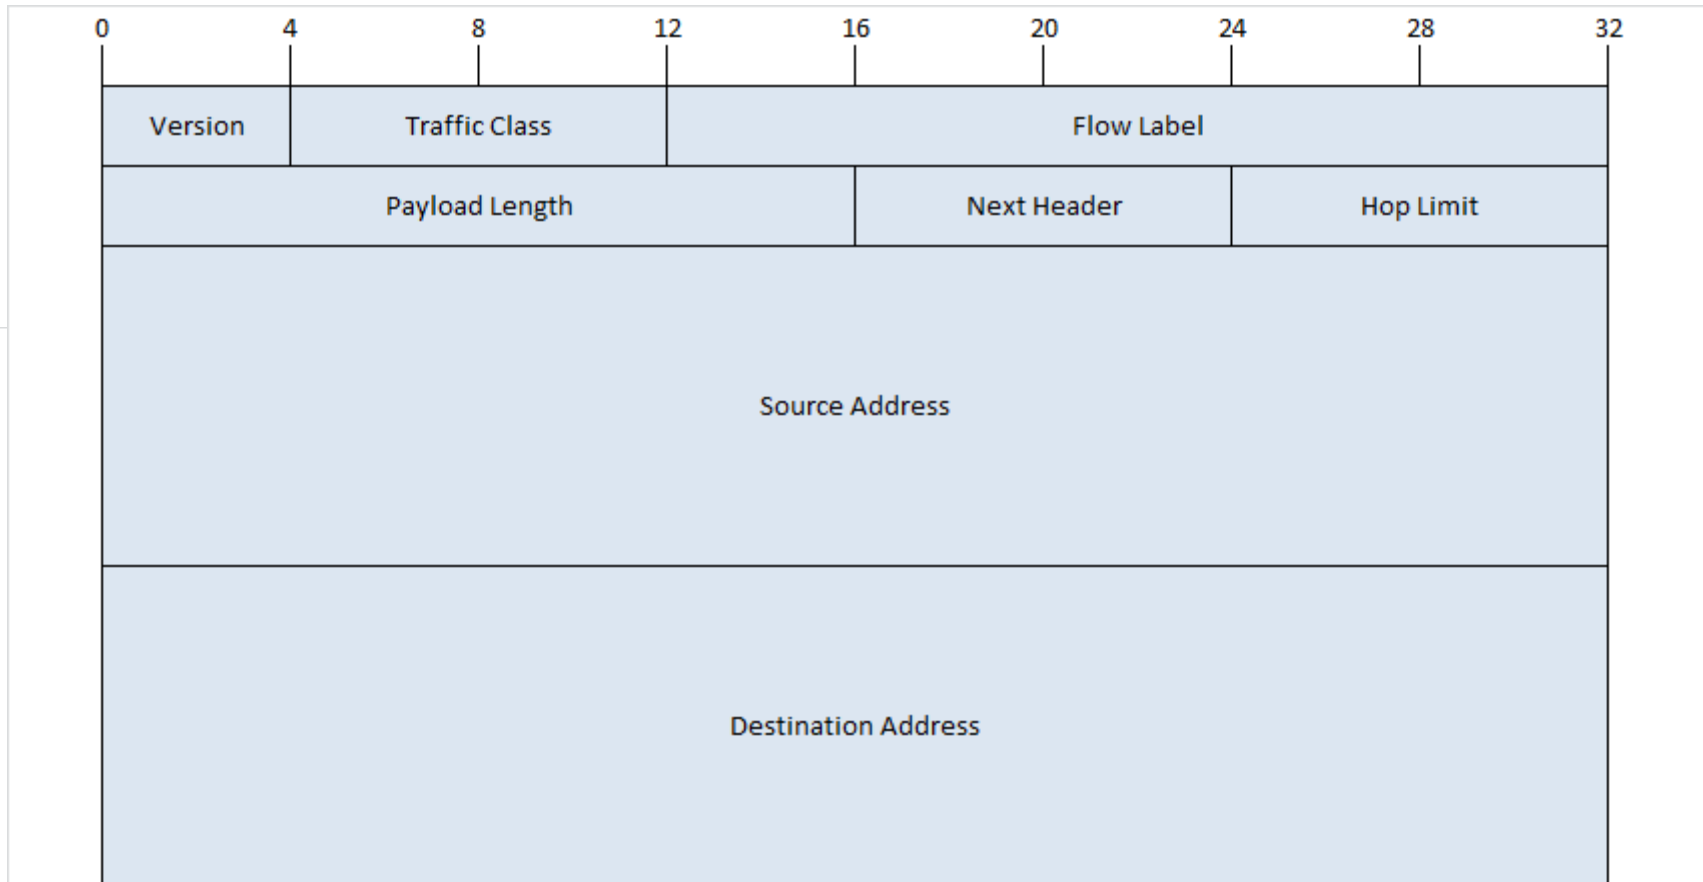 0 4 8 12 16 20 24 28 32
Version Traffic Class Flow Label
Payload Length Next Header Hop Limit
Source Address
Destination Address